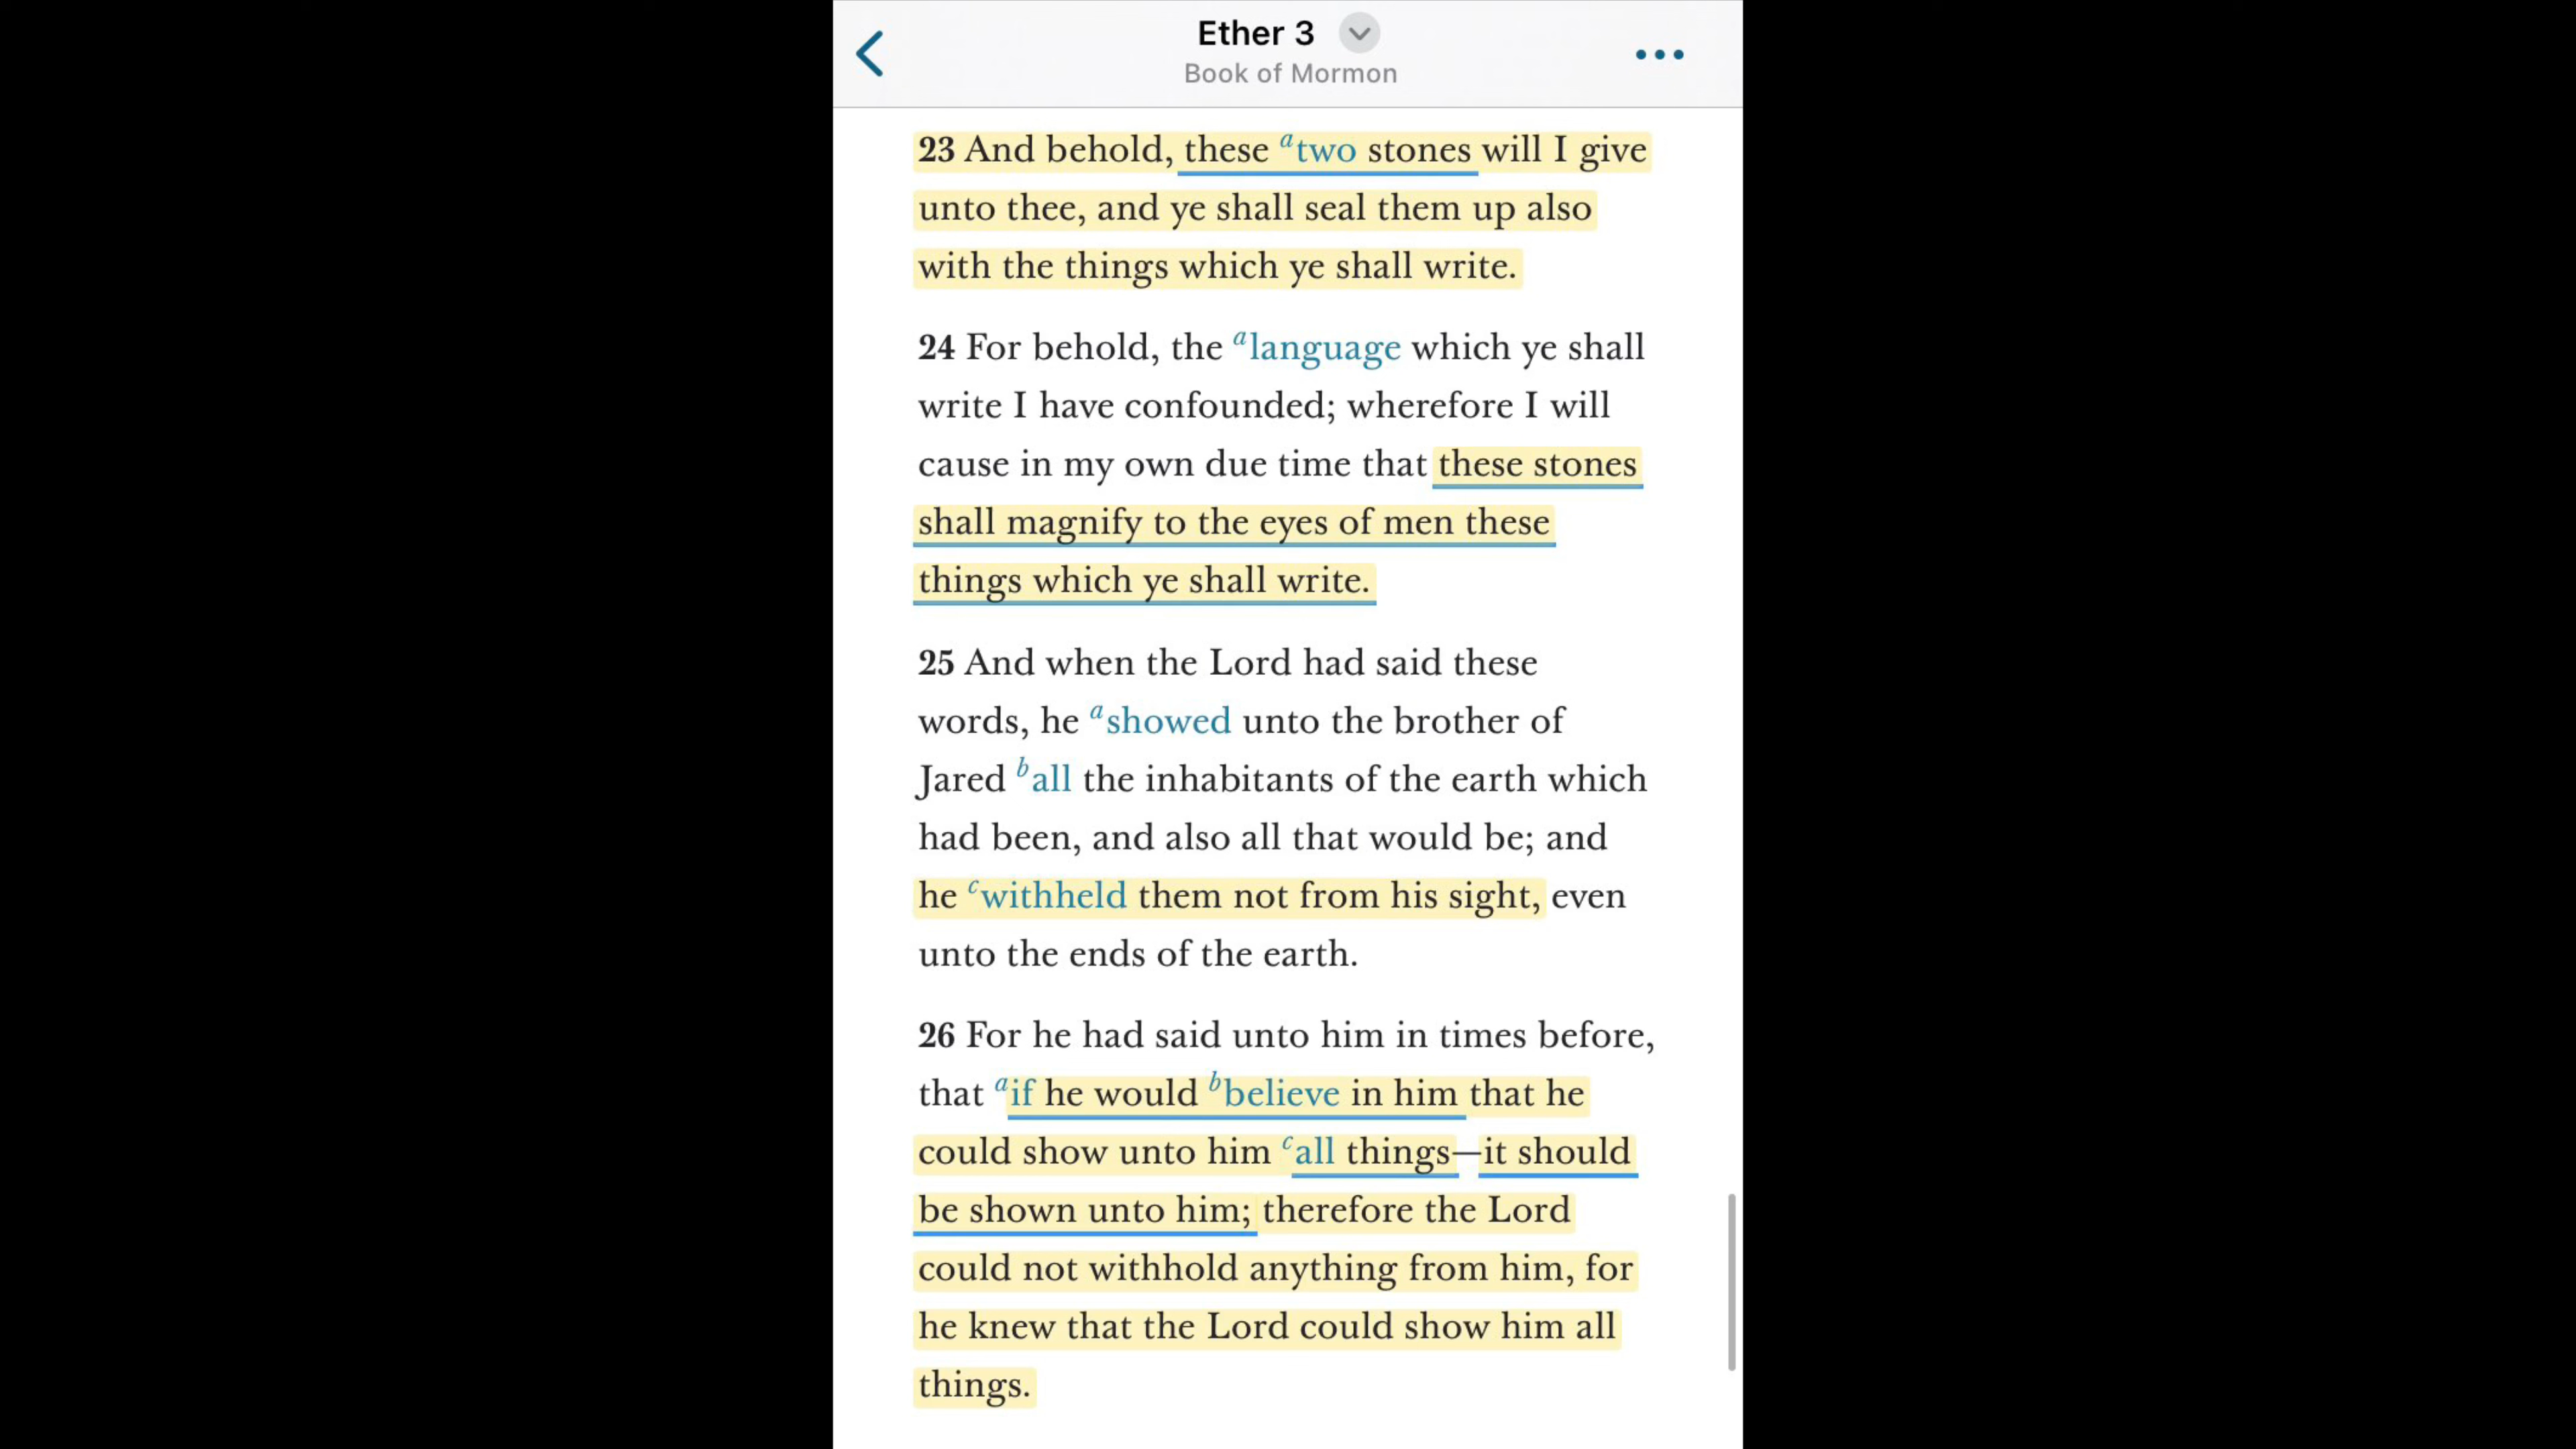 Ether 3
Book of Mormon
23 And behold, these a two stones will I give
unto thee, and ye shall seal them up also
with the things which ye shall write.
24 For behold, the a language which ye shall
write I have confounded; wherefore I will
cause in my own due time that these stones
shall magnify to the eyes of men these
things which ye shall write.
25 And when the Lord had said these
words, he a showed unto the brother of
Jared b all the inhabitants of the earth which
had been, and also all that would be; and
he c withheld them not from his sight, even
unto the ends of the earth.
26 For he had said unto him in times before,
that a if he would b believe in him that he
could show unto him c all things—it should
be shown unto him; therefore the Lord
could not withhold anything from him, for
he knew that the Lord could show him all
things.